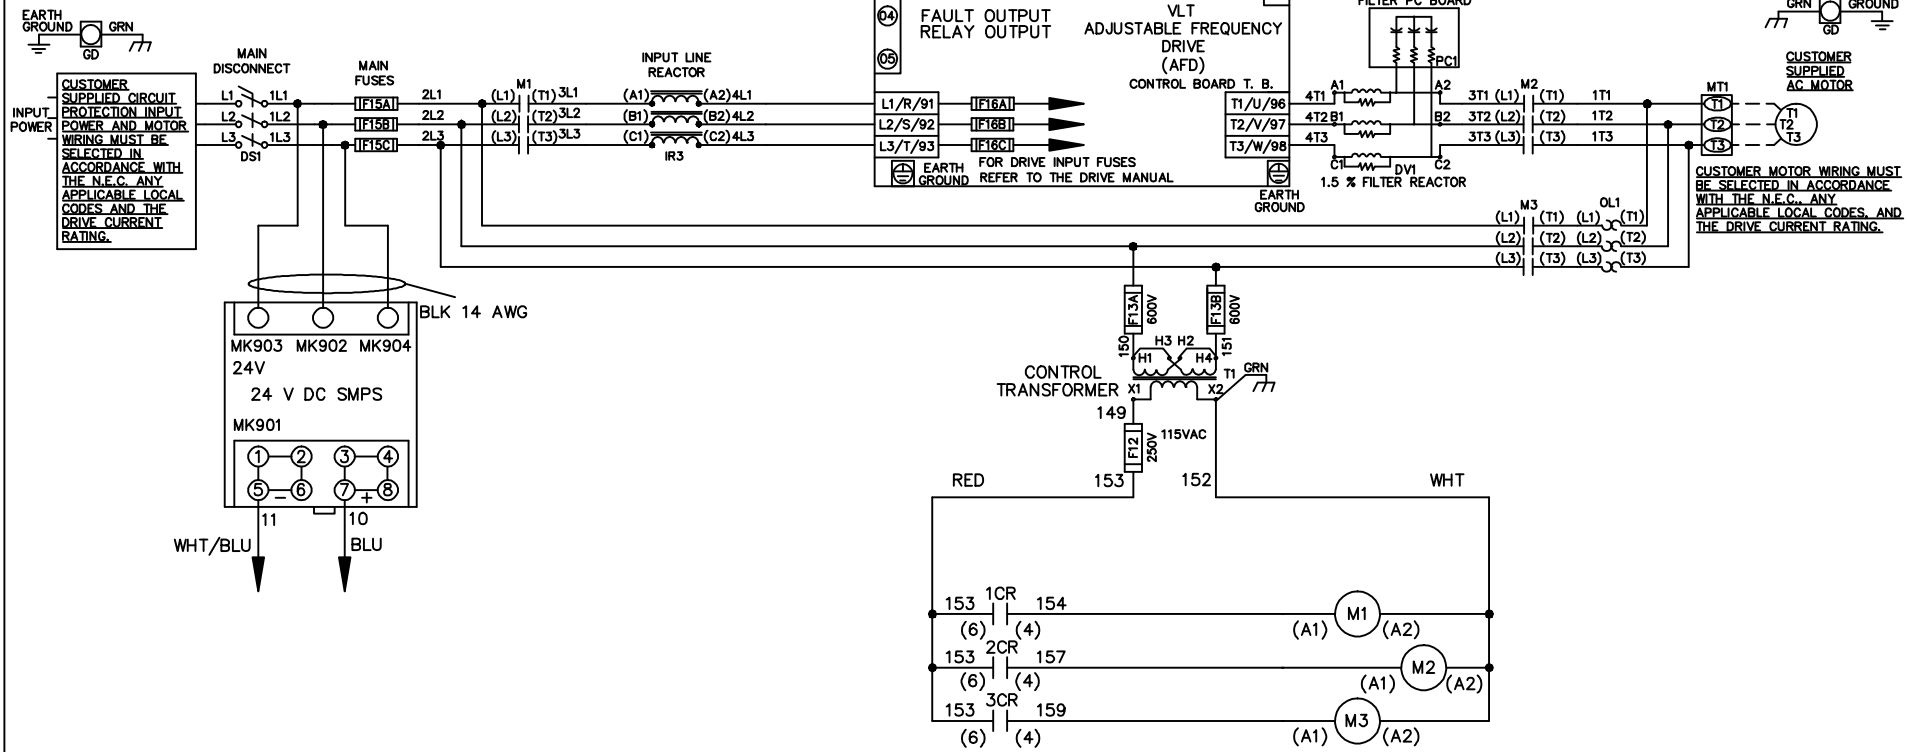 EARTH
GROUND
GRN
GD
CUSTOMER
SUPPLIED CIRCUIT
PROTECTION INPUT
POWER AND MOTOR
WIRING MUST BE
SELECTED IN
ACCORDANCE WITH
THE N.E.C. ANY
APPLICABLE LOCAL
CODES AND THE
DRIVE CURRENT
RATING.
INPUT
POWER
MAIN
DISCONNECT
L1 1L1
L2 1L2
L3 1L3
DS1
MAIN
FUSES
F15A
F15B
F15C
2L1
2L2
2L3
M1
(L1) (T1) 3L1
(L2) (T2) 3L2
(L3) (T3) 3L3
INPUT LINE
REACTOR
(A1) (A2) 4L1
(B1) (B2) 4L2
(C1) (C2) 4L3
IR3
04 FAULT OUTPUT
RELAY OUTPUT
05
VLT
ADJUSTABLE FREQUENCY
DRIVE
(AFD)
CONTROL BOARD T. B.
L1/R/91
L2/S/92
L3/T/93
F16A
F16B
F16C
EARTH
GROUND
FOR DRIVE INPUT FUSES
REFER TO THE DRIVE MANUAL
T1/U/96
T2/V/97
T3/W/98
EARTH
GROUND
4T1
4T2
4T3
FILTER PC BOARD
PC1
A1 A2
B1 B2
C1 C2
DV1
1.5 % FILTER REACTOR
M2
3T1 (L1) (T1) 1T1
3T2 (L2) (T2) 1T2
3T3 (L3) (T3) 1T3
GRN GROUND
GD
CUSTOMER
SUPPLIED
AC MOTOR
MT1
T1
T2
T3
T1
T2
T3
CUSTOMER MOTOR WIRING MUST
BE SELECTED IN ACCORDANCE
WITH THE N.E.C., ANY
APPLICABLE LOCAL CODES, AND
THE DRIVE CURRENT RATING.
M3 OL1
(L1) (T1) (L1) (T1)
(L2) (T2) (L2) (T2)
(L3) (T3) (L3) (T3)
BLK 14 AWG
MK903 MK902 MK904
24V
24 V DC SMPS
MK901
1 2 3 4
5 - 6 7 + 8
11 10
WHT/BLU BLU
F13A
600V
F13B
600V
150
151
H3 H2
H1 H4
CONTROL
TRANSFORMER
T1
GRN
X1 X2
149
F12
250V
115VAC
153 152
RED WHT
1CR
153 154
(6) (4)
M1
(A1) (A2)
2CR
153 157
(6) (4)
M2
(A1) (A2)
3CR
153 159
(6) (4)
M3
(A1) (A2)